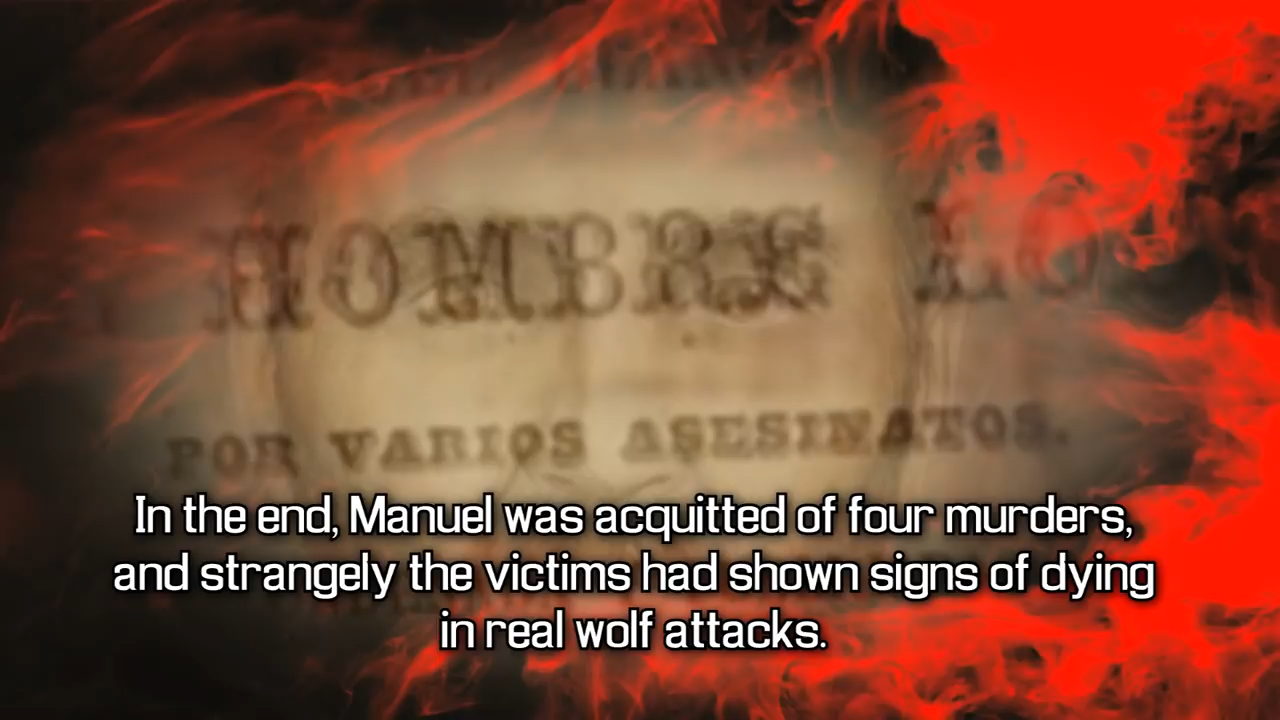 HOMBRE LO
POR VARIOS ASESINATOS.
In the end, Manuel was acquitted of four murders,
and strangely the victims had shown signs of dying
in real wolf attacks.